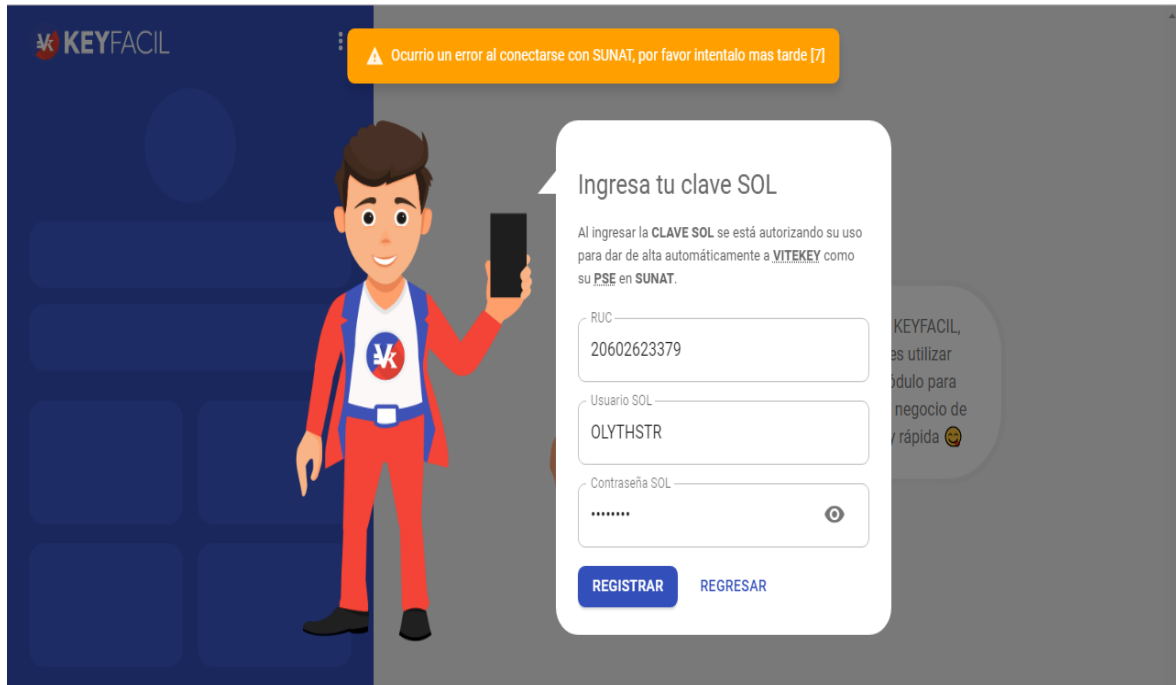 KEYFACIL
Ocurrio un error al conectarse con SUNAT, por favor intentalo mas tarde [7]
Ingresa tu clave SOL
Al ingresar la CLAVE SOL se está autorizando su uso
para dar de alta automáticamente a VITEKEY como
su PSE en SUNAT.
RUC
20602623379
Usuario SOL
OLYTHSTR
Contraseña SOL
••••••••
REGISTRAR REGRESAR
KEYFACIL,
es utilizar
ódulo para
negocio de
y rápida 😋